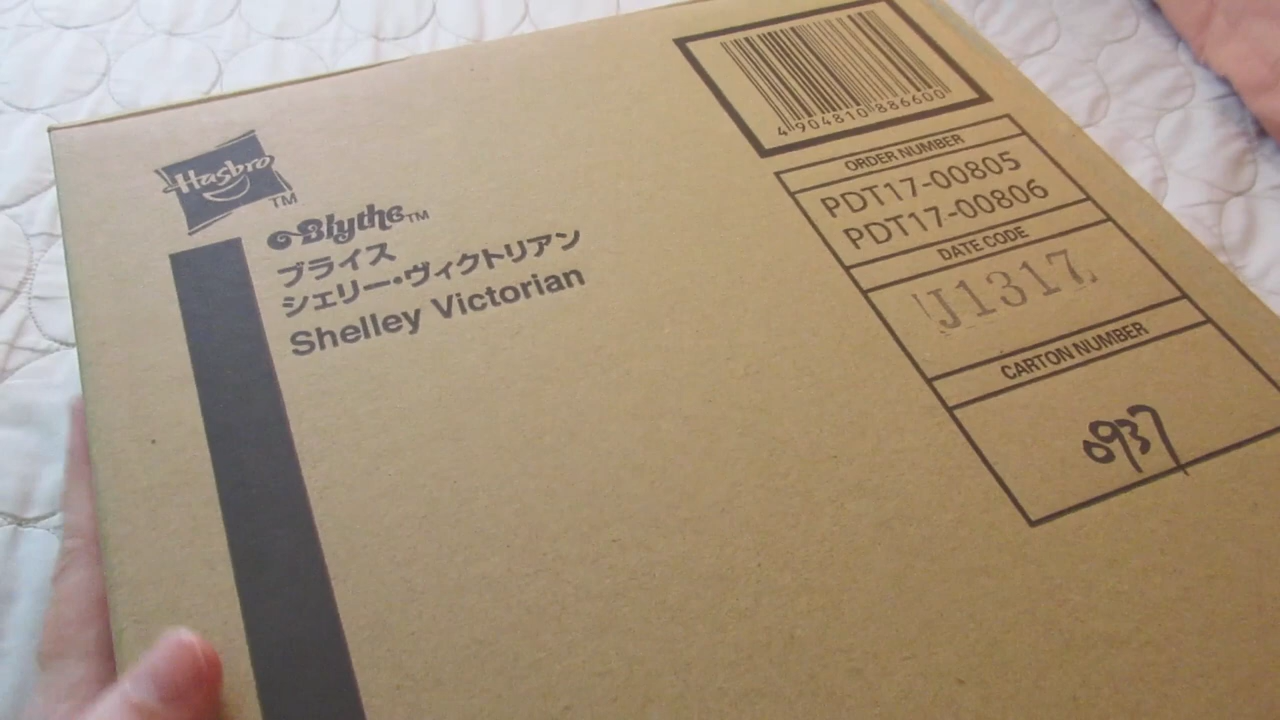 Hasbro TM
Blythe TM
ブライス
シェリー・ヴィクトリアン
Shelley Victorian
4 904810 886600
ORDER NUMBER
PDT17-00805
PDT17-00806
DATE CODE
J1317
CARTON NUMBER
0937